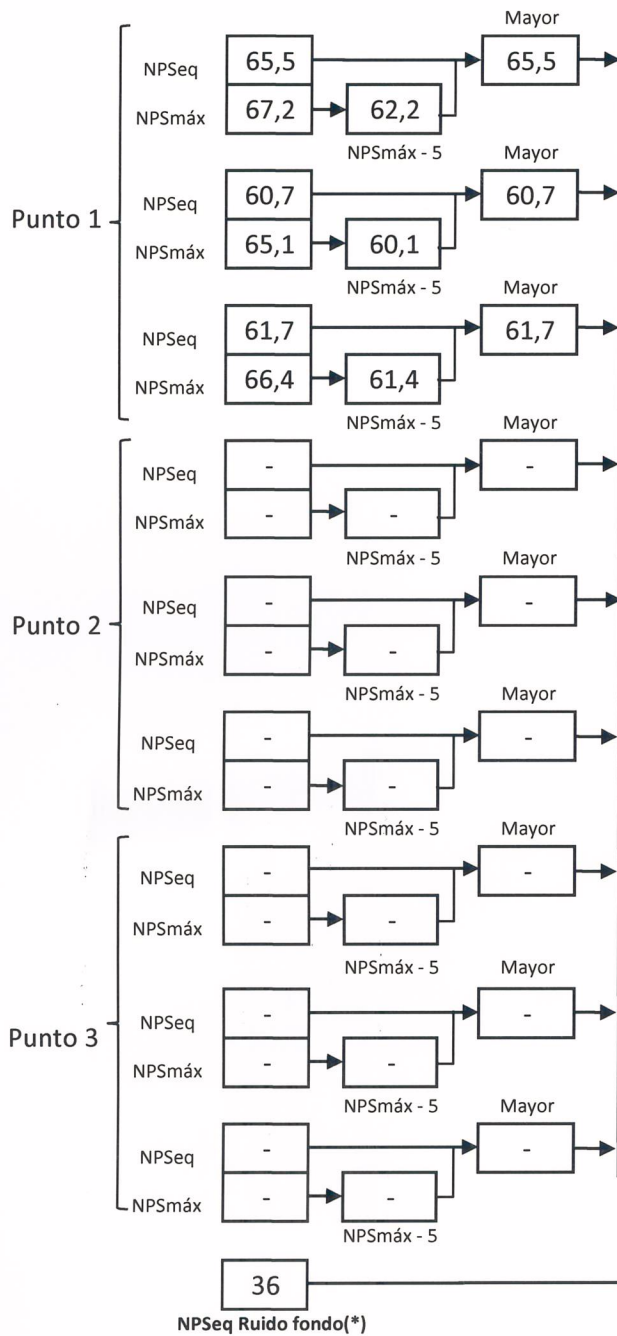 Mayor
NPSeq 65,5 65,5
NPSmáx 67,2 62,2
NPSmáx - 5
Mayor
Punto 1
NPSeq 60,7 60,7
NPSmáx 65,1 60,1
NPSmáx - 5
Mayor
NPSeq 61,7 61,7
NPSmáx 66,4 61,4
NPSmáx - 5
Mayor
NPSeq - -
NPSmáx - -
NPSmáx - 5
Mayor
Punto 2
NPSeq - -
NPSmáx - -
NPSmáx - 5
Mayor
NPSeq - -
NPSmáx - -
NPSmáx - 5
Mayor
NPSeq - -
NPSmáx - -
NPSmáx - 5
Mayor
Punto 3
NPSeq - -
NPSmáx - -
NPSmáx - 5
Mayor
NPSeq - -
NPSmáx - -
NPSmáx - 5
36
NPSeq Ruido fondo(*)